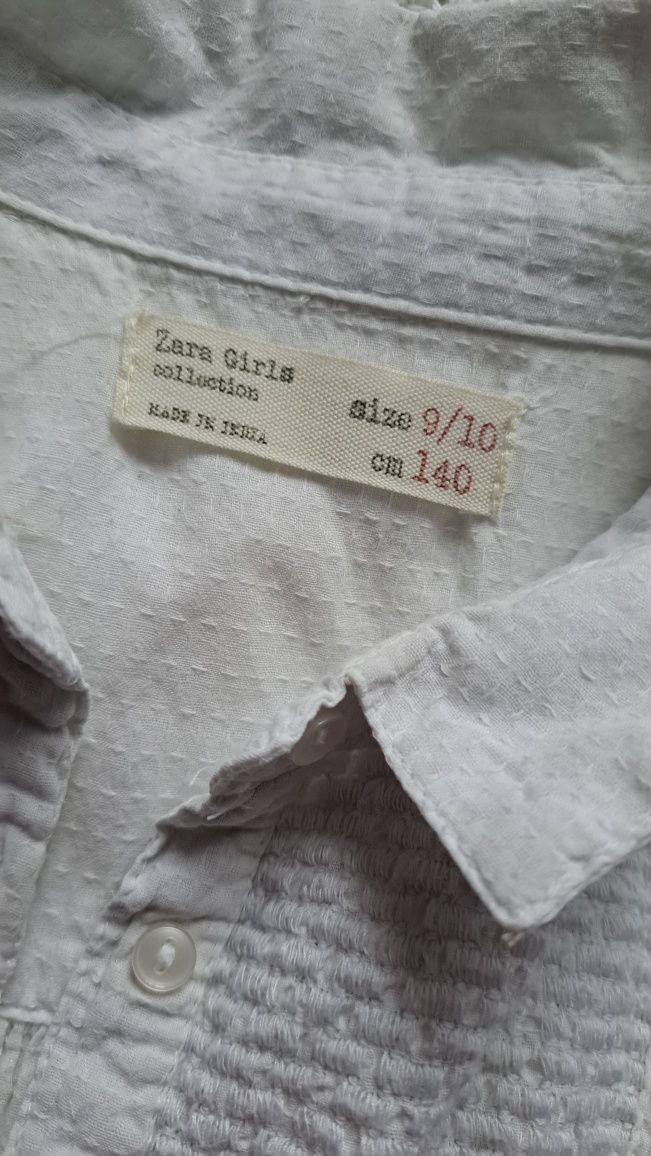 Zara Girls
collection
MADE IN INDIA
size 9/10
cm 140